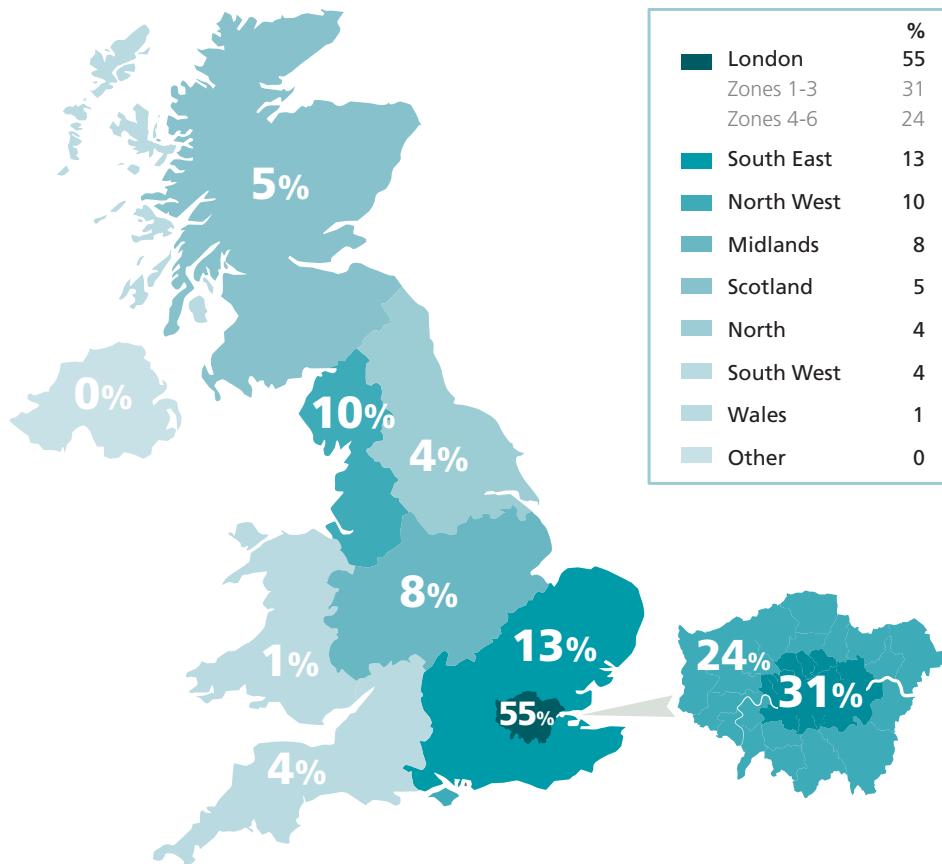 %
London 55
Zones 1-3 31
Zones 4-6 24
South East 13
North West 10
Midlands 8
Scotland 5
North 4
South West 4
Wales 1
Other 0
5%
0%
10%
4%
8%
13%
1%
55%
4%
24%
31%